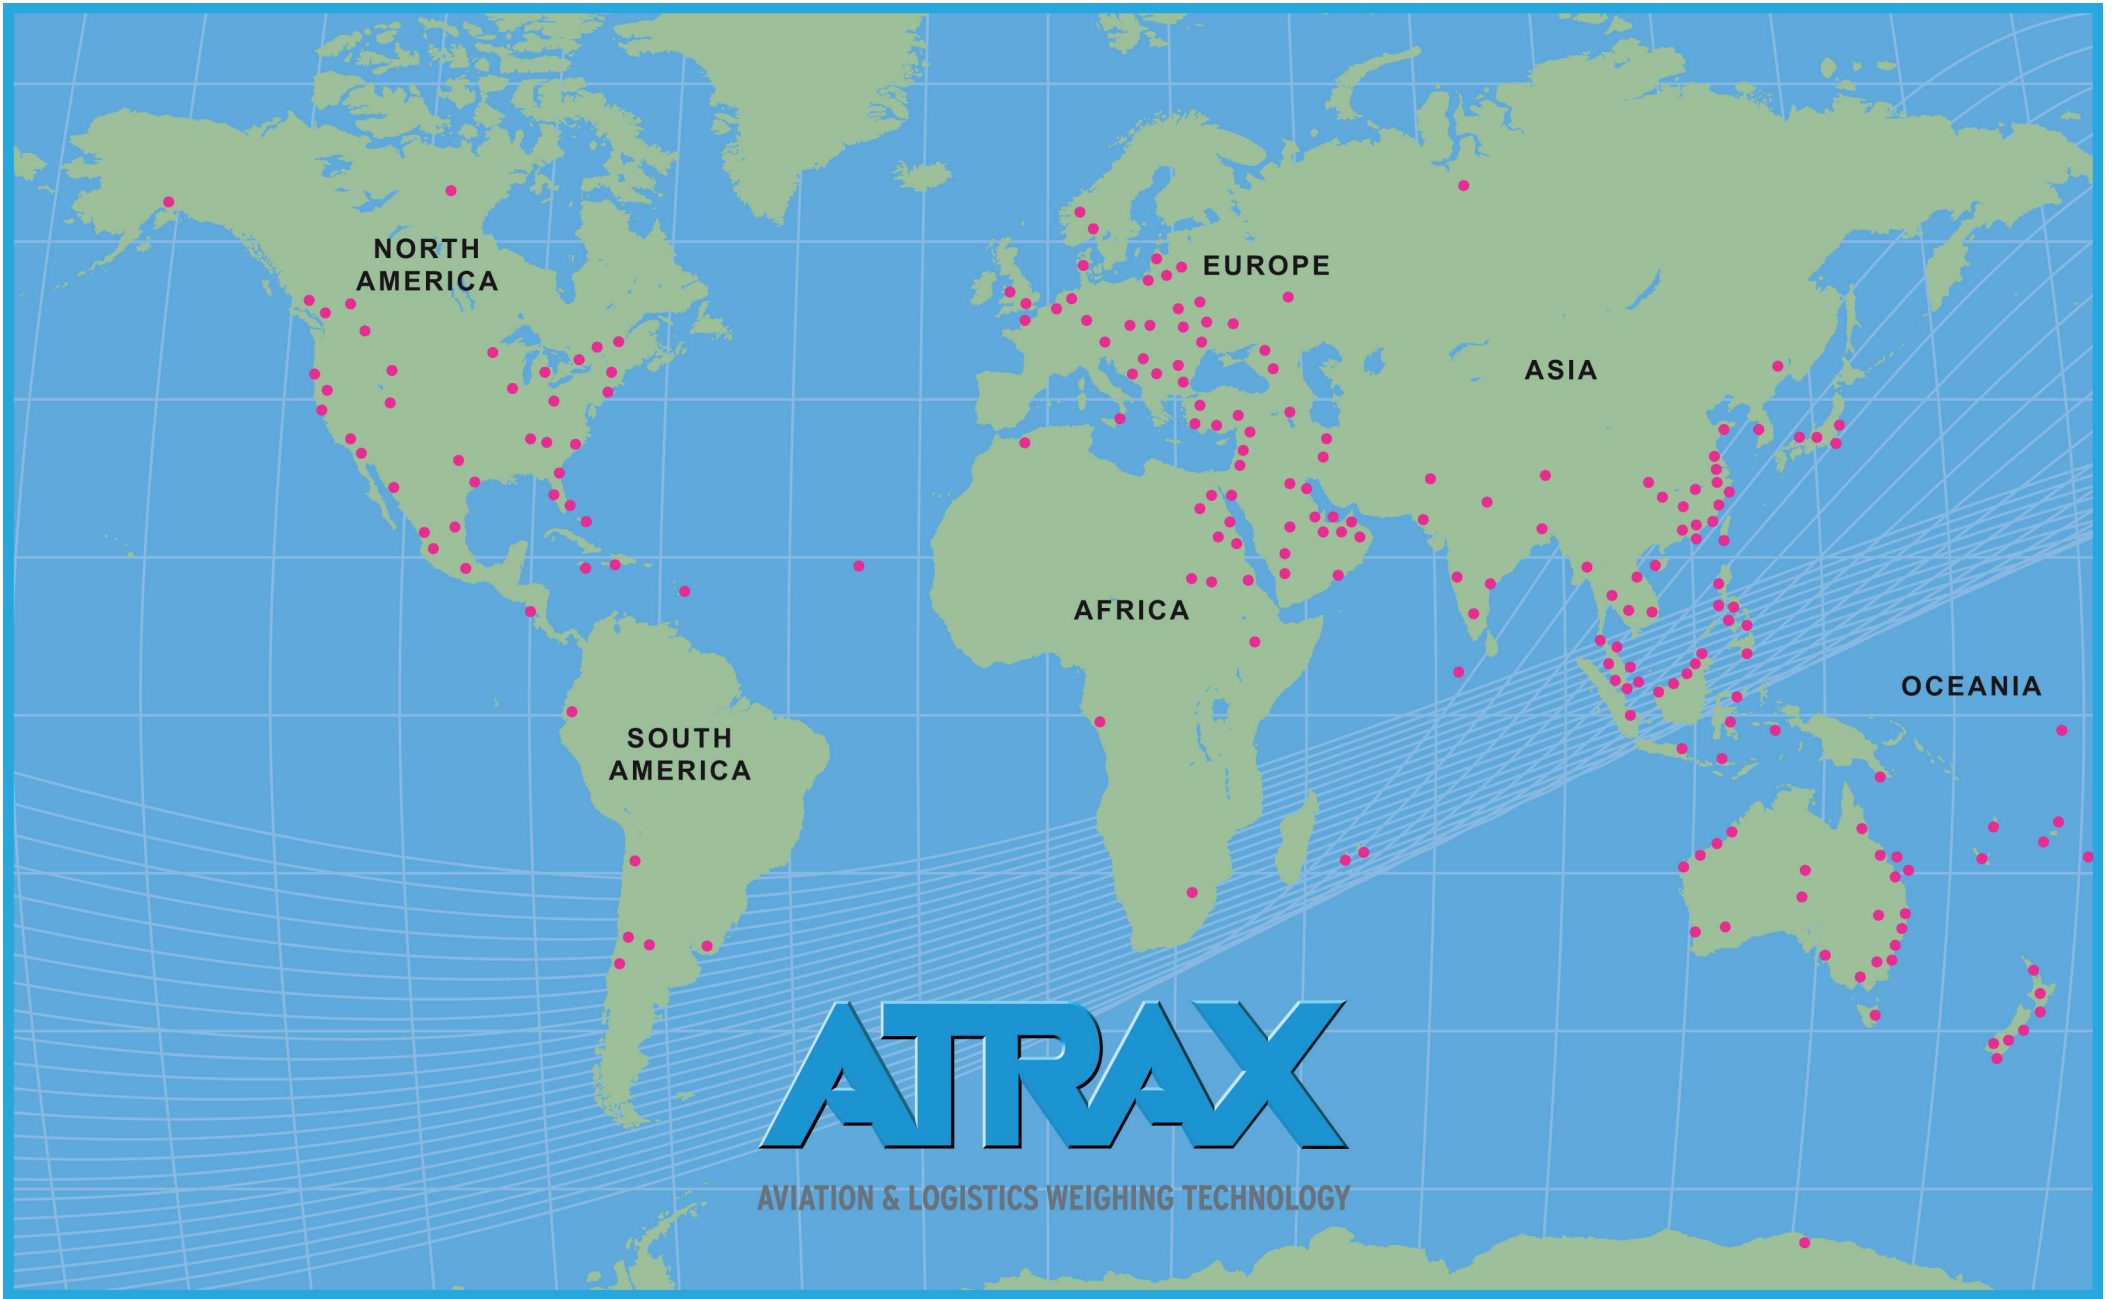 NORTH
AMERICA
EUROPE
ASIA
AFRICA
OCEANIA
SOUTH
AMERICA
ATRAX
AVIATION & LOGISTICS WEIGHING TECHNOLOGY